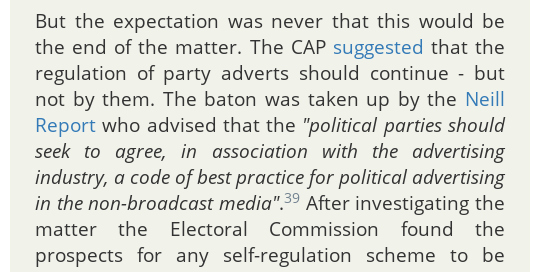 But the expectation was never that this would be
the end of the matter. The CAP suggested that the
regulation of party adverts should continue - but
not by them. The baton was taken up by the Neill
Report who advised that the "political parties should
seek to agree, in association with the advertising
industry, a code of best practice for political advertising
in the non-broadcast media".39 After investigating the
matter the Electoral Commission found the
prospects for any self-regulation scheme to be